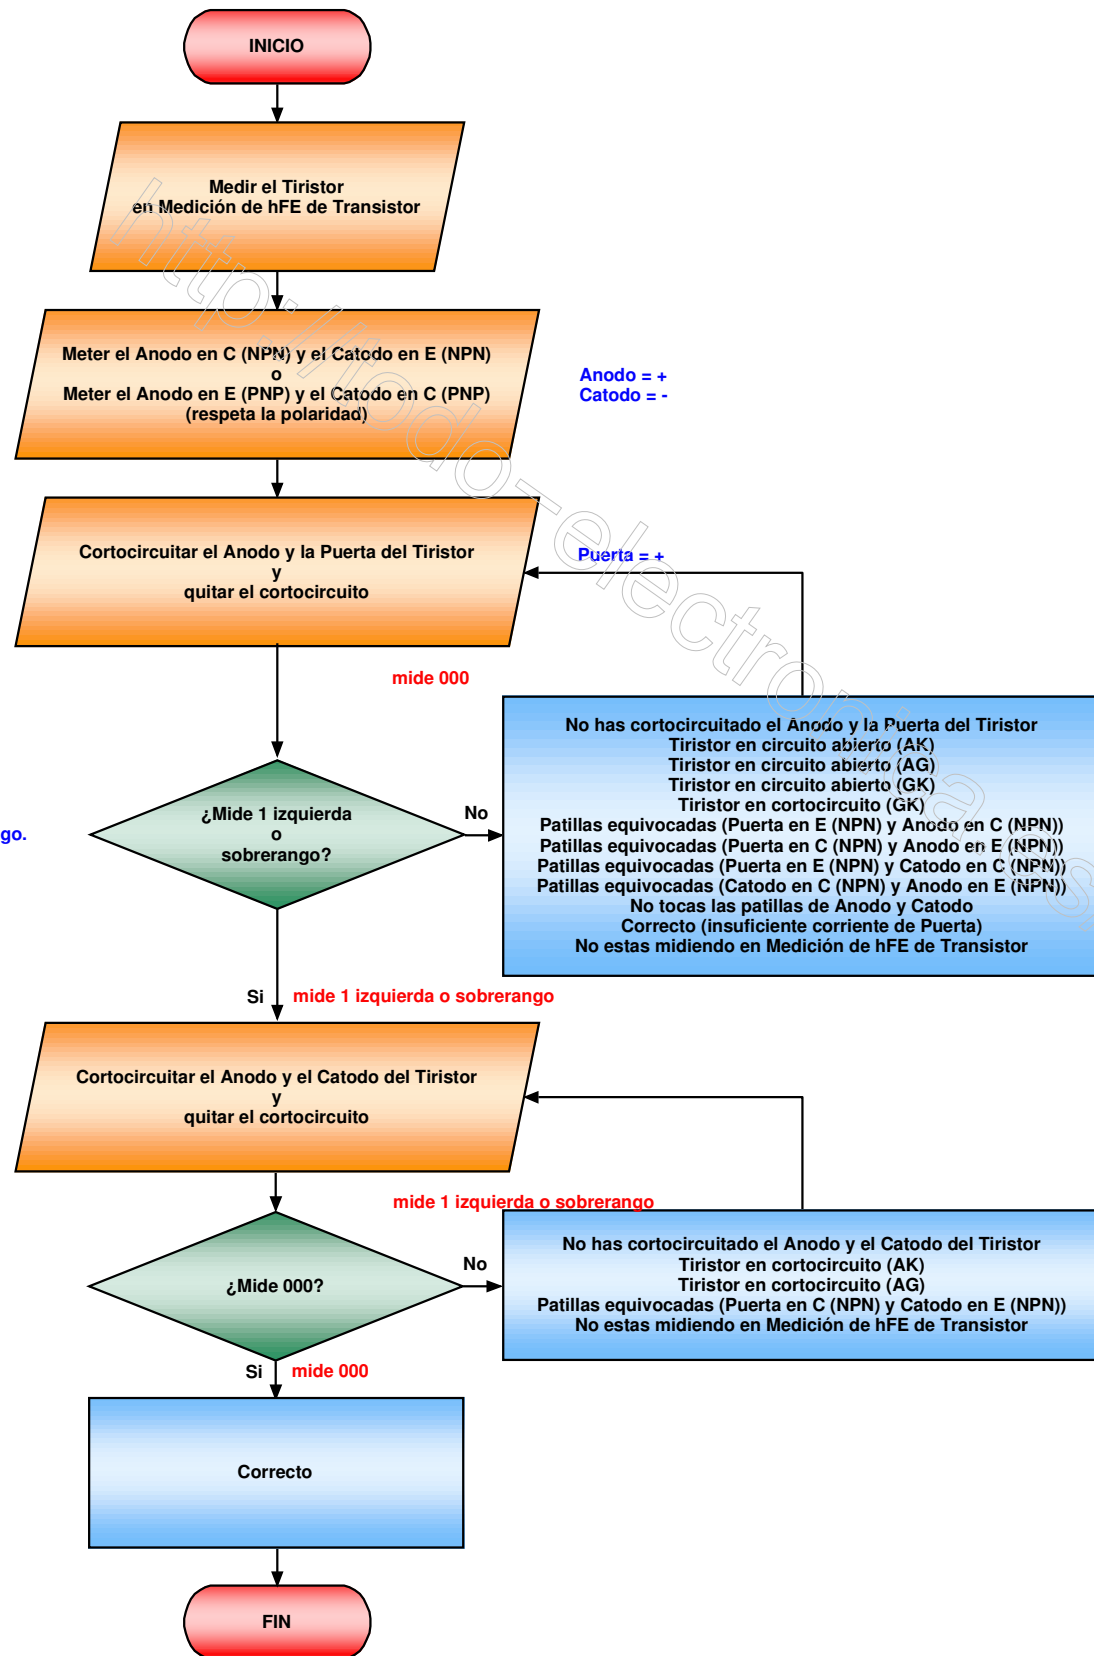 INICIO
Medir el Tiristor
en Medición de hFE de Transistor
Meter el Anodo en C (NPN) y el Catodo en E (NPN)
o
Meter el Anodo en E (PNP) y el Catodo en C (PNP)
(respeta la polaridad)
Anodo = +
Catodo = -
Cortocircuitar el Anodo y la Puerta del Tiristor
y
quitar el cortocircuito
Puerta = +
mide 000
¿Mide 1 izquierda
o
sobrerango?
go.
No
No has cortocircuitado el Anodo y la Puerta del Tiristor
Tiristor en circuito abierto (AK)
Tiristor en circuito abierto (AG)
Tiristor en circuito abierto (GK)
Tiristor en cortocircuito (GK)
Patillas equivocadas (Puerta en E (NPN) y Anodo en C (NPN))
Patillas equivocadas (Puerta en C (NPN) y Anodo en E (NPN))
Patillas equivocadas (Puerta en E (NPN) y Catodo en C (NPN))
Patillas equivocadas (Catodo en C (NPN) y Anodo en E (NPN))
No tocas las patillas de Anodo y Catodo
Correcto (insuficiente corriente de Puerta)
No estas midiendo en Medición de hFE de Transistor
Si
mide 1 izquierda o sobrerango
Cortocircuitar el Anodo y el Catodo del Tiristor
y
quitar el cortocircuito
mide 1 izquierda o sobrerango
¿Mide 000?
No
No has cortocircuitado el Anodo y el Catodo del Tiristor
Tiristor en cortocircuito (AK)
Tiristor en cortocircuito (AG)
Patillas equivocadas (Puerta en C (NPN) y Catodo en E (NPN))
No estas midiendo en Medición de hFE de Transistor
Si
mide 000
Correcto
FIN
http://todo-electronica.es